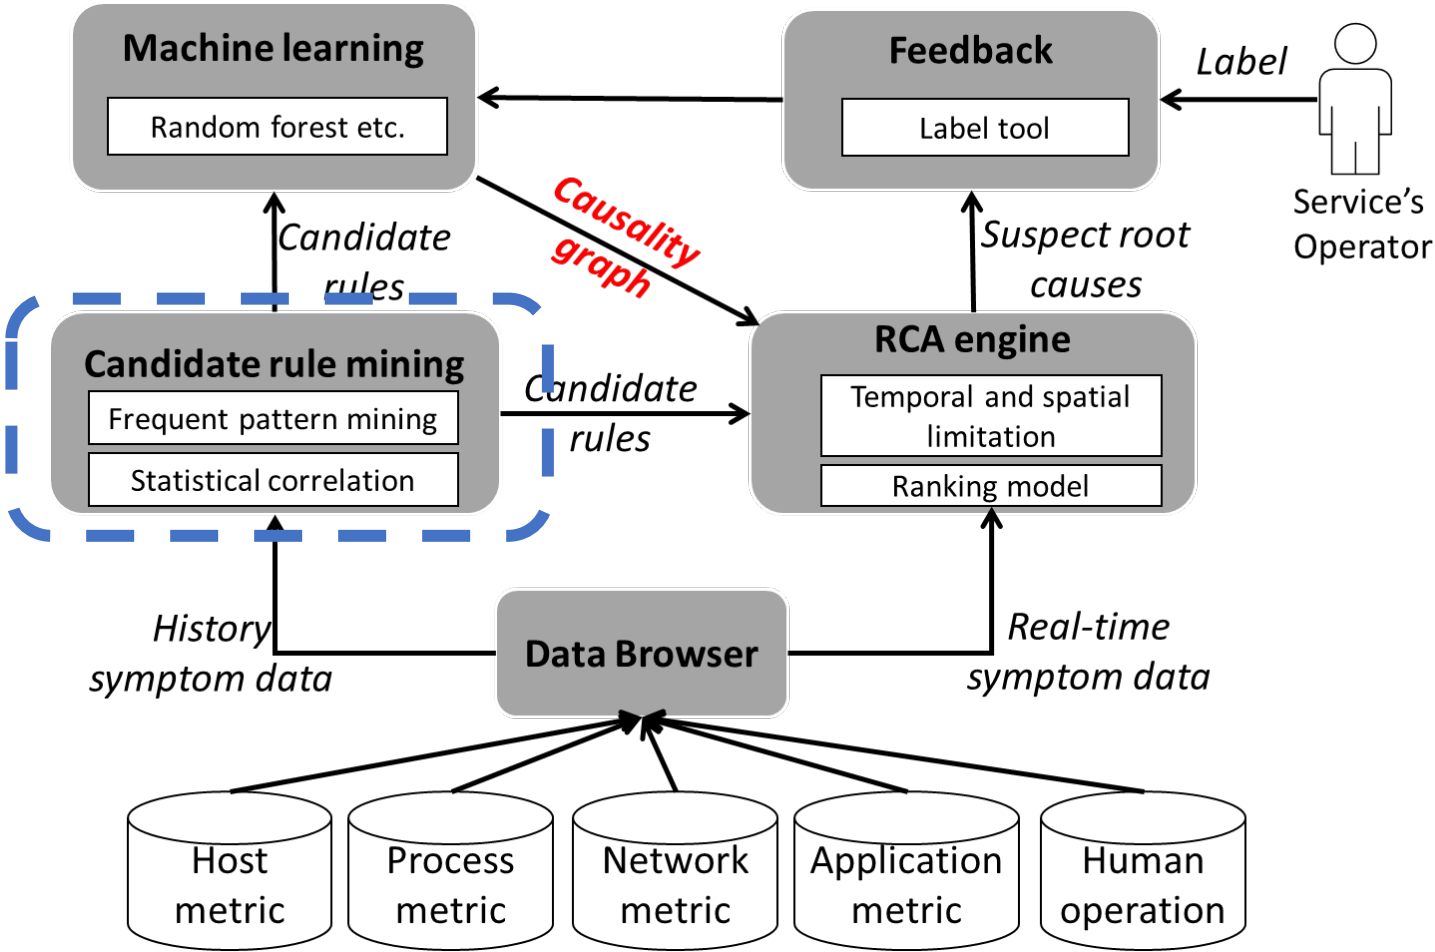 Machine learning
Random forest etc.
Feedback
Label tool
Label
Service's
Operator
Candidate
rules
Causality
graph
Suspect root
causes
Candidate rule mining
Frequent pattern mining
Statistical correlation
Candidate
rules
RCA engine
Temporal and spatial
limitation
Ranking model
History
symptom data
Data Browser
Real-time
symptom data
Host
metric
Process
metric
Network
metric
Application
metric
Human
operation